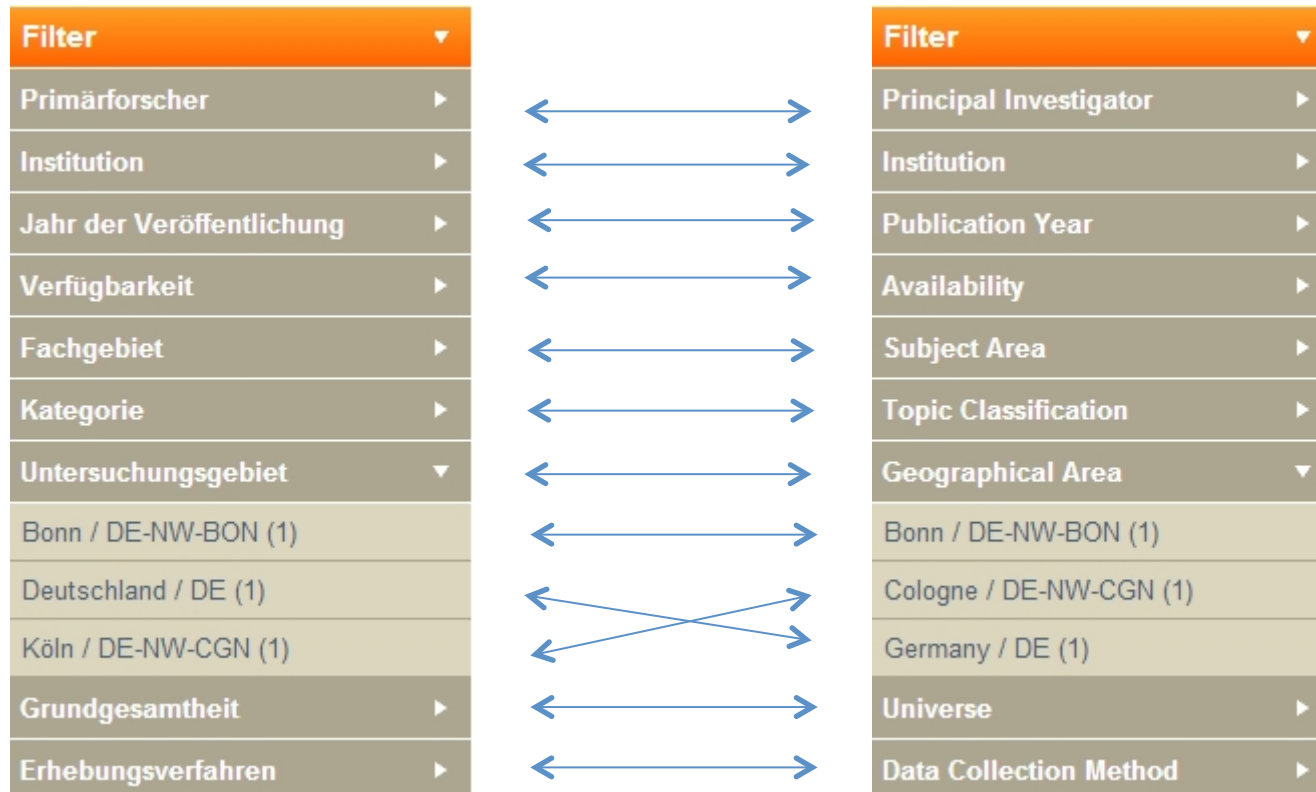 Filter
Primärforscher
Institution
Jahr der Veröffentlichung
Verfügbarkeit
Fachgebiet
Kategorie
Untersuchungsgebiet
Bonn / DE-NW-BON (1)
Deutschland / DE (1)
Köln / DE-NW-CGN (1)
Grundgesamtheit
Erhebungsverfahren
Filter
Principal Investigator
Institution
Publication Year
Availability
Subject Area
Topic Classification
Geographical Area
Bonn / DE-NW-BON (1)
Cologne / DE-NW-CGN (1)
Germany / DE (1)
Universe
Data Collection Method